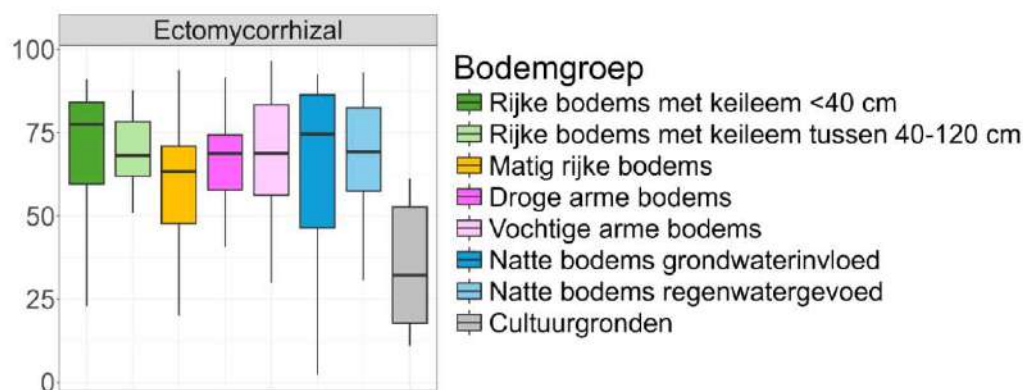 Ectomycorrhizal
100
75
50
25
0
Bodemgroep
Rijke bodems met keileem <40 cm
Rijke bodems met keileem tussen 40-120 cm
Matig rijke bodems
Droge arme bodems
Vochtige arme bodems
Natte bodems grondwaterinvloed
Natte bodems regenwatergevoed
Cultuurgronden